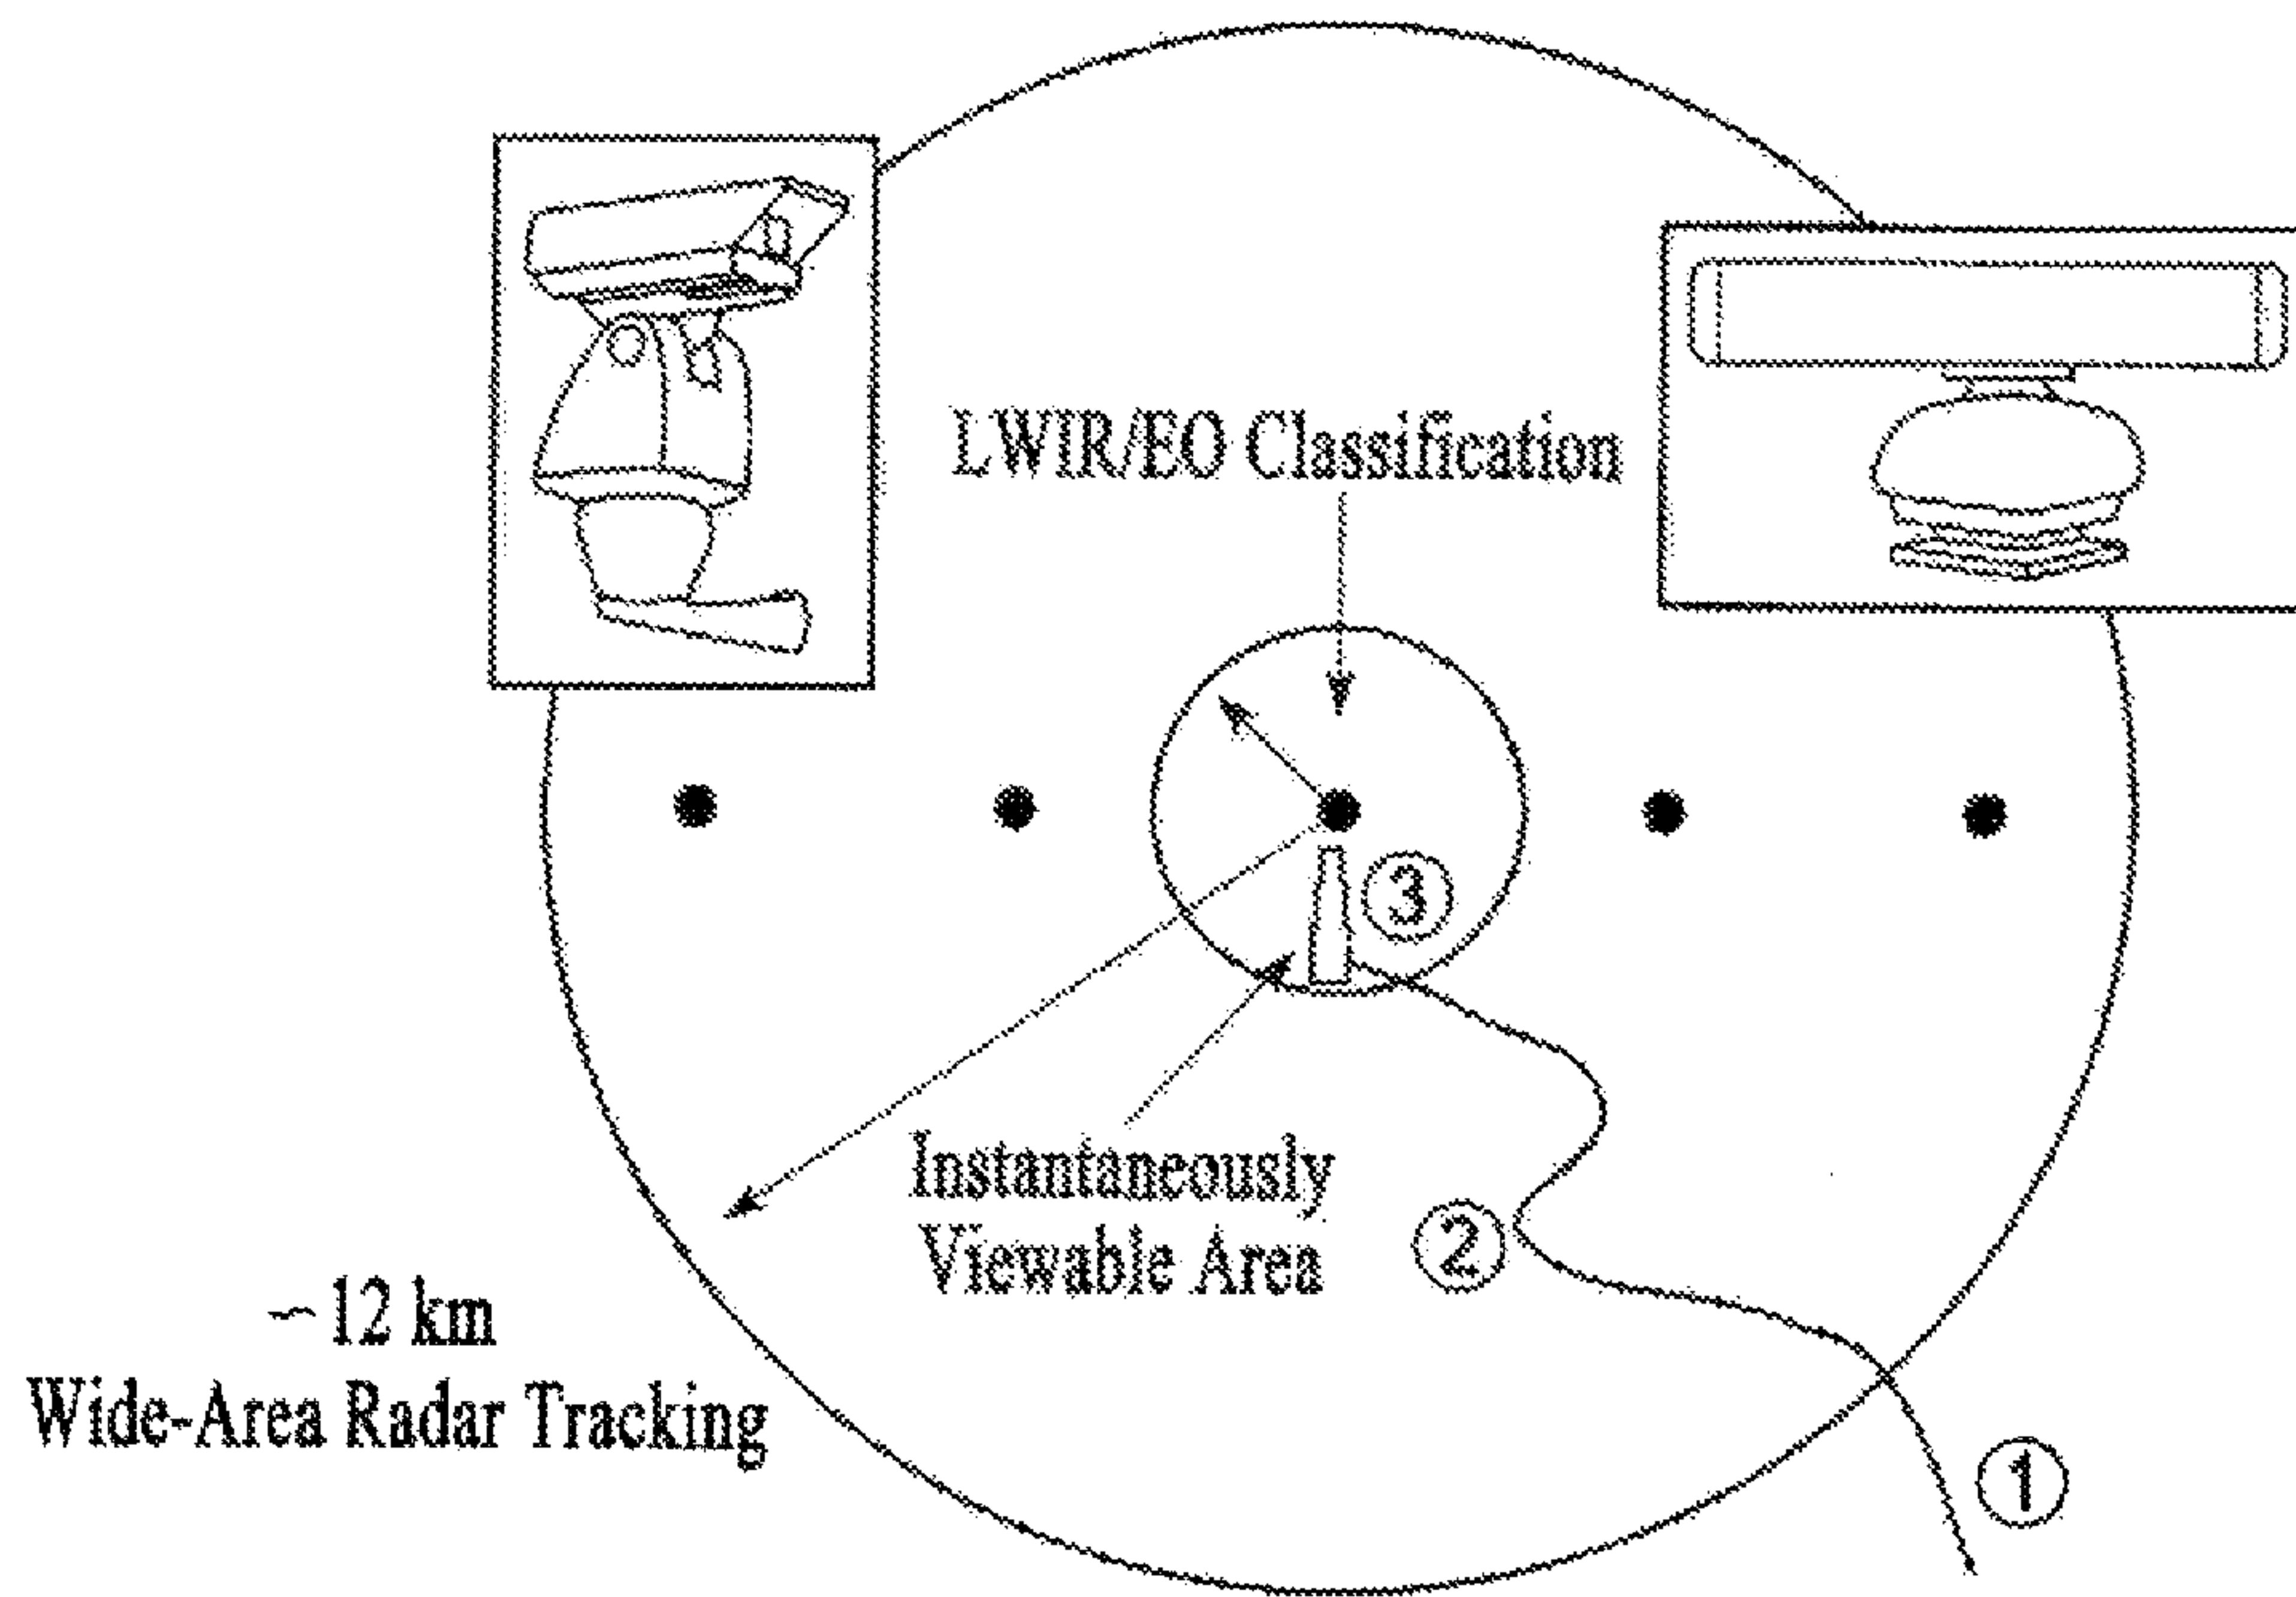 LWIR/EO Classification
③
Instantaneously
Viewable Area
②
~12 km
Wide-Area Radar Tracking
①